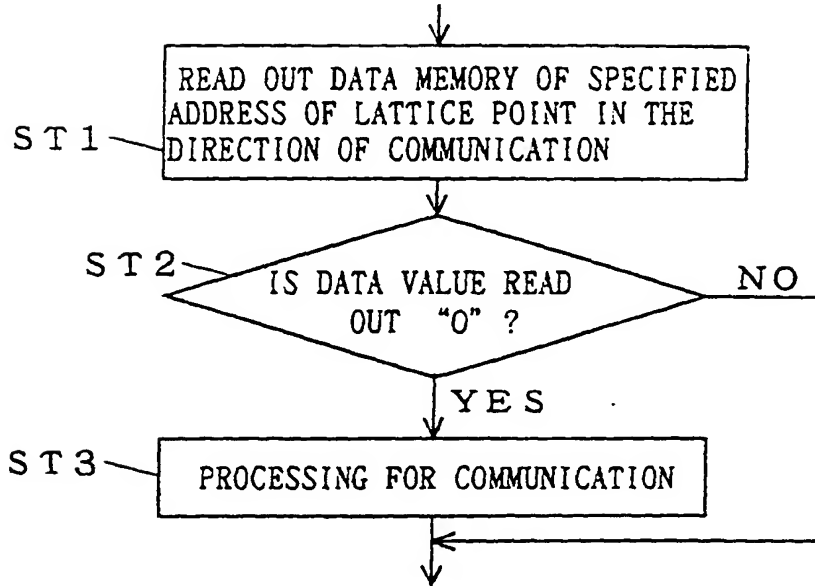 READ OUT DATA MEMORY OF SPECIFIED
ADDRESS OF LATTICE POINT IN THE
DIRECTION OF COMMUNICATION
ST1
ST2
IS DATA VALUE READ
OUT "0" ?
NO
YES
ST3
PROCESSING FOR COMMUNICATION